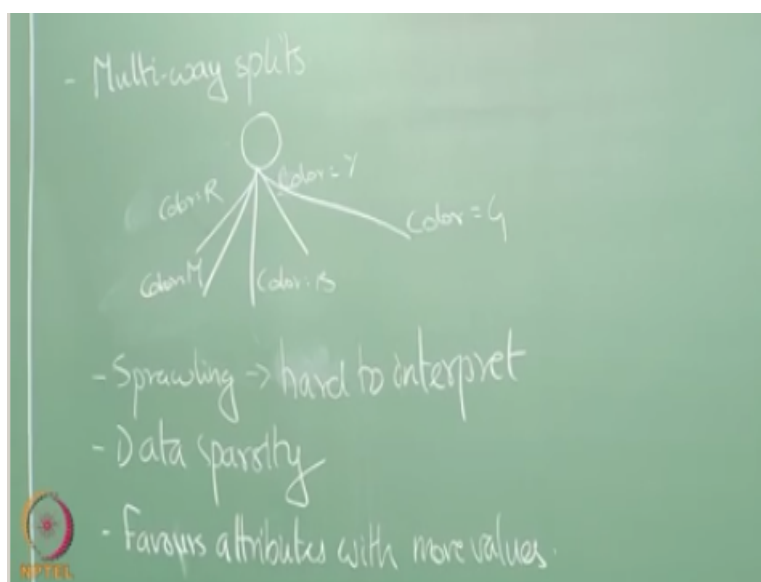 - Multi-way splits
Color=R
Color=Y
Color=G
Color=M
Color=B
- Sprawling -> hard to interpret
- Data sparsity
- Favours attributes with more values.
NPTEL